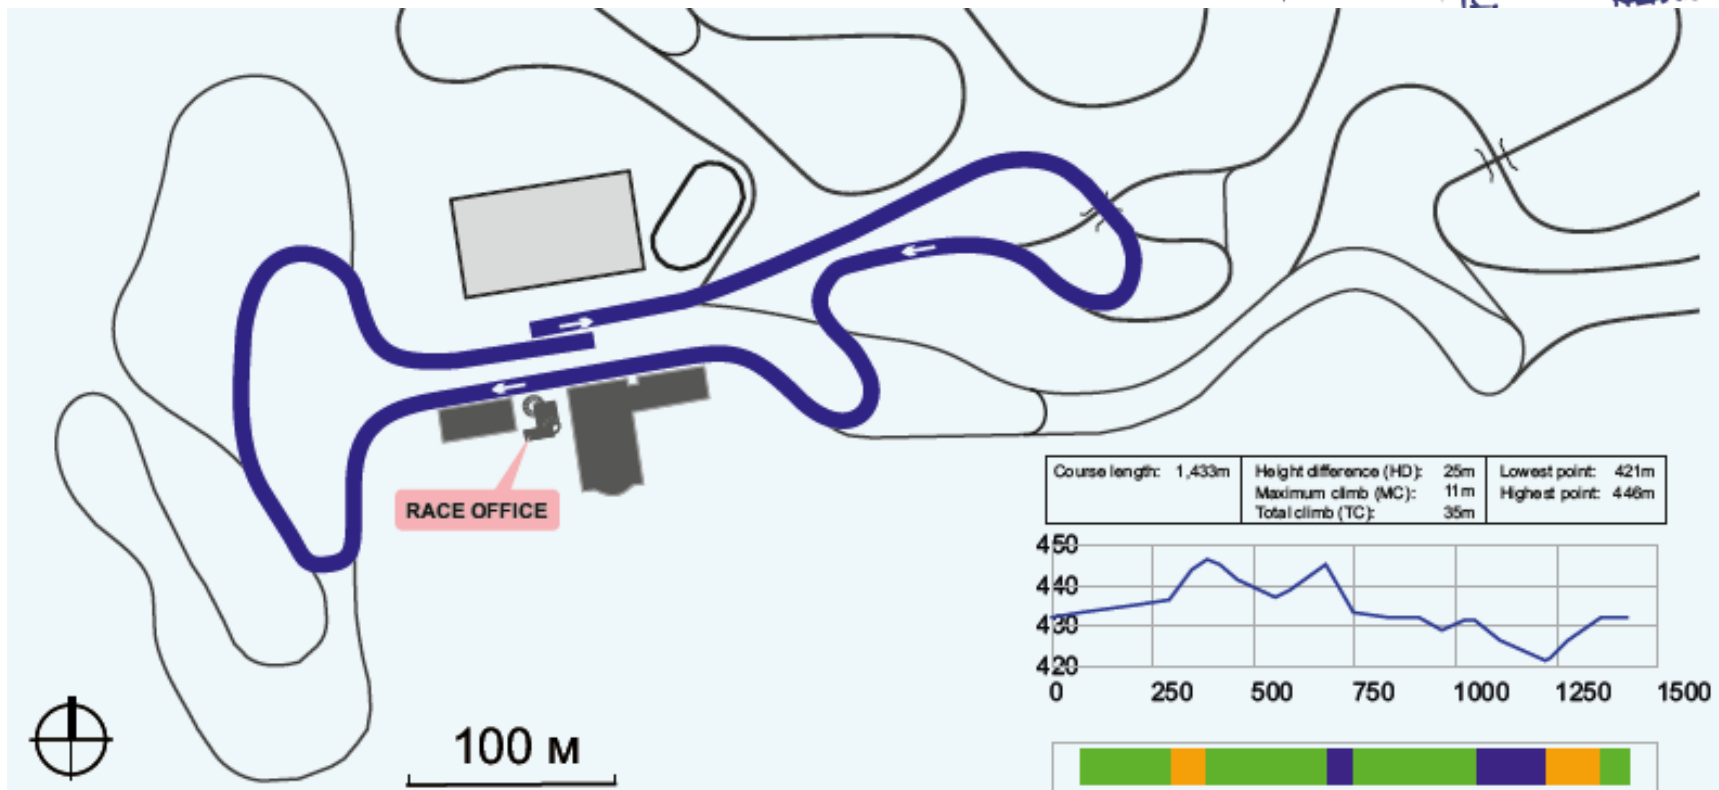 RACE OFFICE
100 м
Course length: 1,433m
Height difference (HD): 25m
Maximum climb (MC): 11m
Total climb (TC): 35m
Lowest point: 421m
Highest point: 446m
450
440
430
420
0 250 500 750 1000 1250 1500